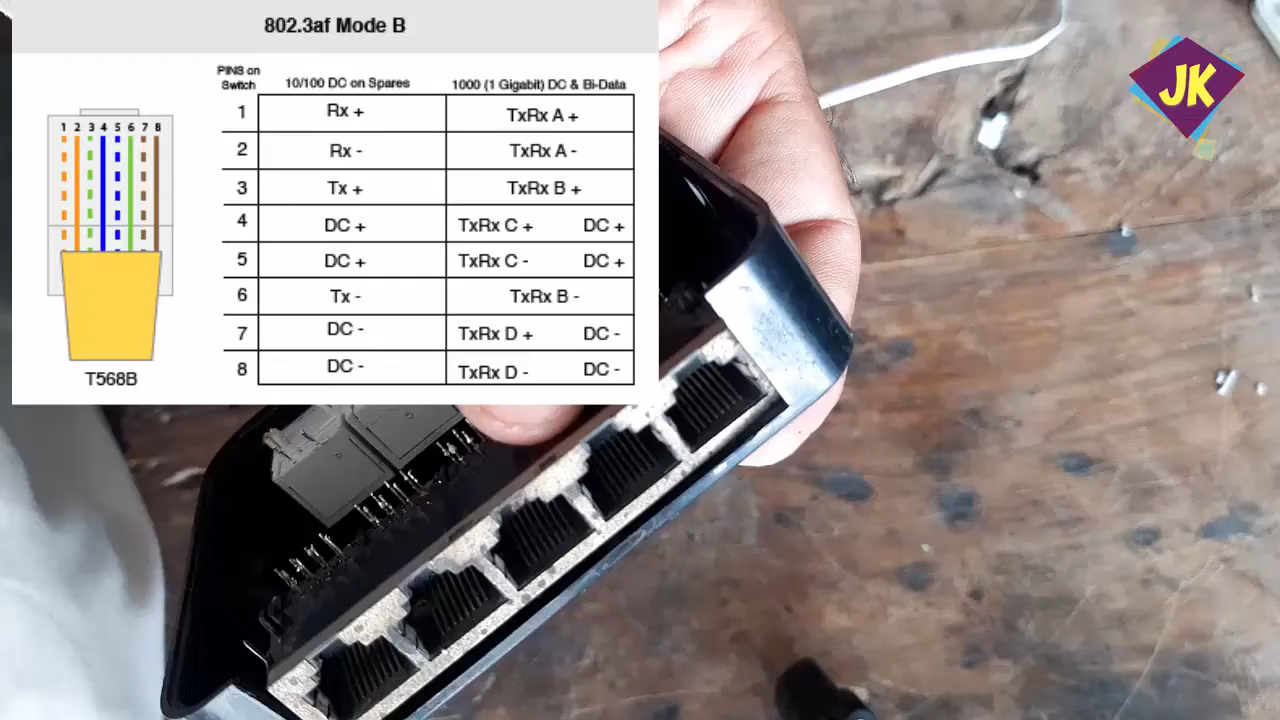 802.3af Mode B
PINS on
Switch
10/100 DC on Spares
1000 (1 Gigabit) DC & Bi-Data
1 Rx + TxRx A +
2 Rx - TxRx A -
3 Tx + TxRx B +
4 DC + TxRx C + DC +
5 DC + TxRx C - DC +
6 Tx - TxRx B -
7 DC - TxRx D + DC -
8 DC - TxRx D - DC -
1 2 3 4 5 6 7 8
T568B
JK